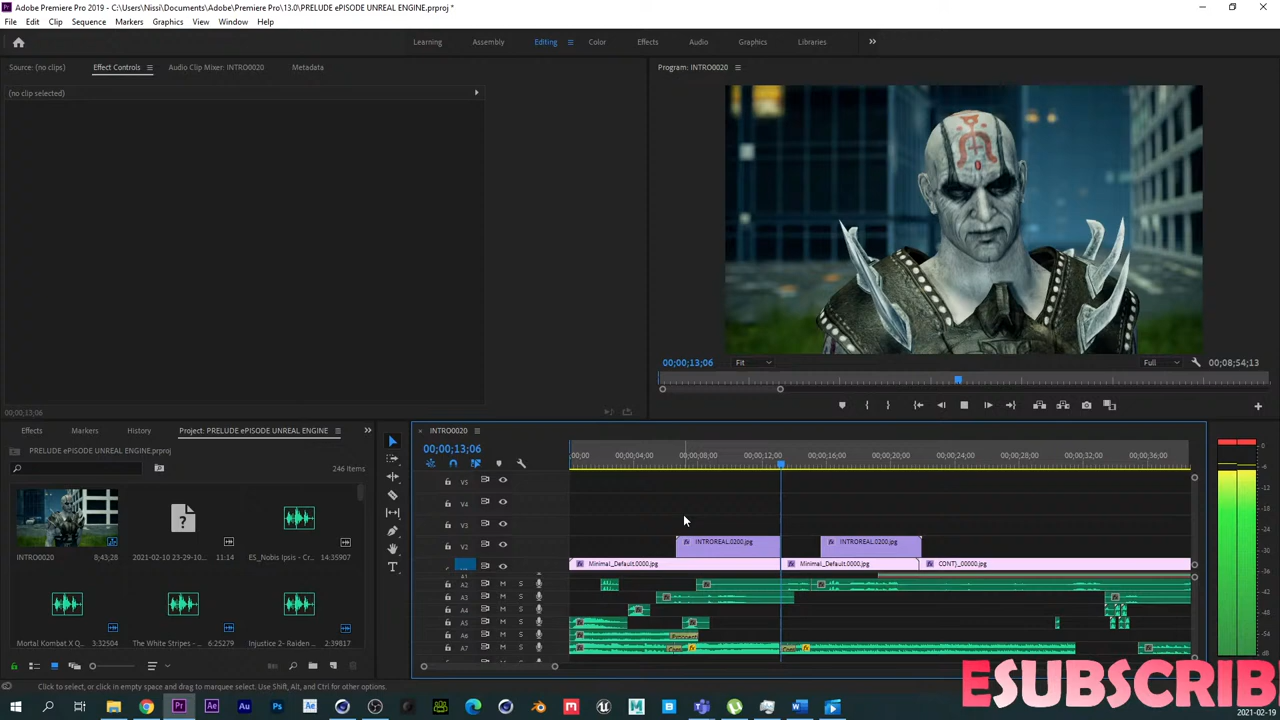 Adobe Premiere Pro 2019 - C:\Users\Nissi\Documents\Adobe\Premiere Pro\13.0\PRELUDE ePISODE UNREAL ENGINE.prproj *
File Edit Clip Sequence Markers Graphics View Window Help
Learning Assembly Editing Color Effects Audio Graphics Libraries
Source: (no clips) Effect Controls Audio Clip Mixer: INTRO0020 Metadata
Program: INTRO0020
(no clip selected)
00;00;13;06 Fit Full 00;08;54;13
00;00;13;06
Effects Markers History Project: PRELUDE ePISODE UNREAL ENGINE
INTRO0020
PRELUDE ePISODE UNREAL ENGINE.prproj
246 Items
00;00;13;06
;00;00 00;00;04;00 00;00;08;00 00;00;12;00 00;00;16;00 00;00;20;00 00;00;24;00 00;00;28;00 00;00;32;00 00;00;36;00
V5
V4
V3
V2 INTROREAL.0200.jpg INTROREAL.0200.jpg
Minimal_Default.0000.jpg Minimal_Default.0000.jpg CONT)_00000.jpg
A1
A2 M S
A3 M S
A4 M S
A5 M S
A6 M S
A7 M S
INTRO0020 8;43;28
2021-02-10 23-29-10... 11:14
ES_Nobis Ipsis - Cr... 14.35907
Mortal Kombat X O... 4.32504
The White Stripes - ... 6:25251
Injustice 2- Raiden ... 2.39817
Click to select, or click in empty space and drag to marquee select. Use Shift, Alt, and Ctrl for other options.
ESUBSCRIB
2021-02-19